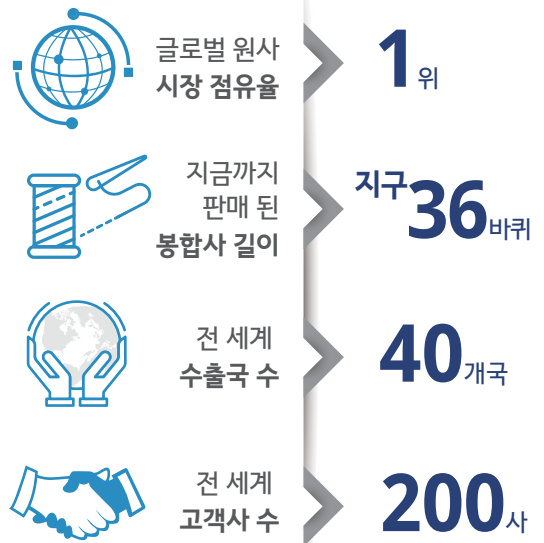 글로벌 원사
시장 점유율
1위
지금까지
판매 된
봉합사 길이
지구36바퀴
전 세계
수출국 수
40개국
전 세계
고객사 수
200사